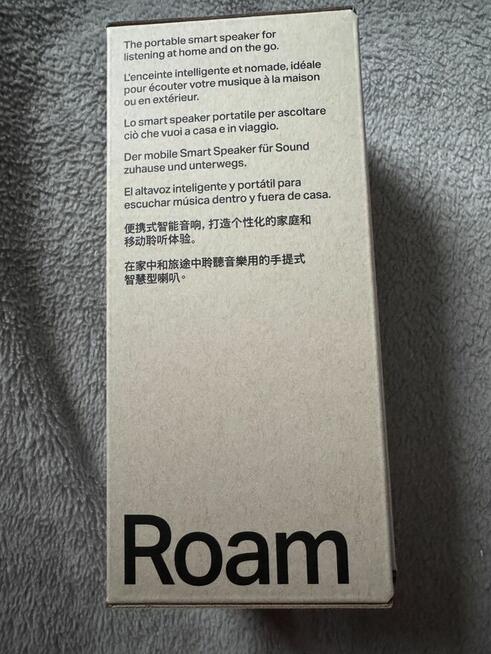 The portable smart speaker for
listening at home and on the go.
L'enceinte intelligente et nomade, idéale
pour écouter votre musique à la maison
ou en extérieur.
Lo smart speaker portatile per ascoltare
ciò che vuoi a casa e in viaggio.
Der mobile Smart Speaker für Sound
zuhause und unterwegs.
El altavoz inteligente y portátil para
escuchar música dentro y fuera de casa.
便携式智能音响，打造个性化的家庭和
移动聆听体验。
在家中和旅途中聆聽音樂用的手提式
智慧型喇叭。
Roam